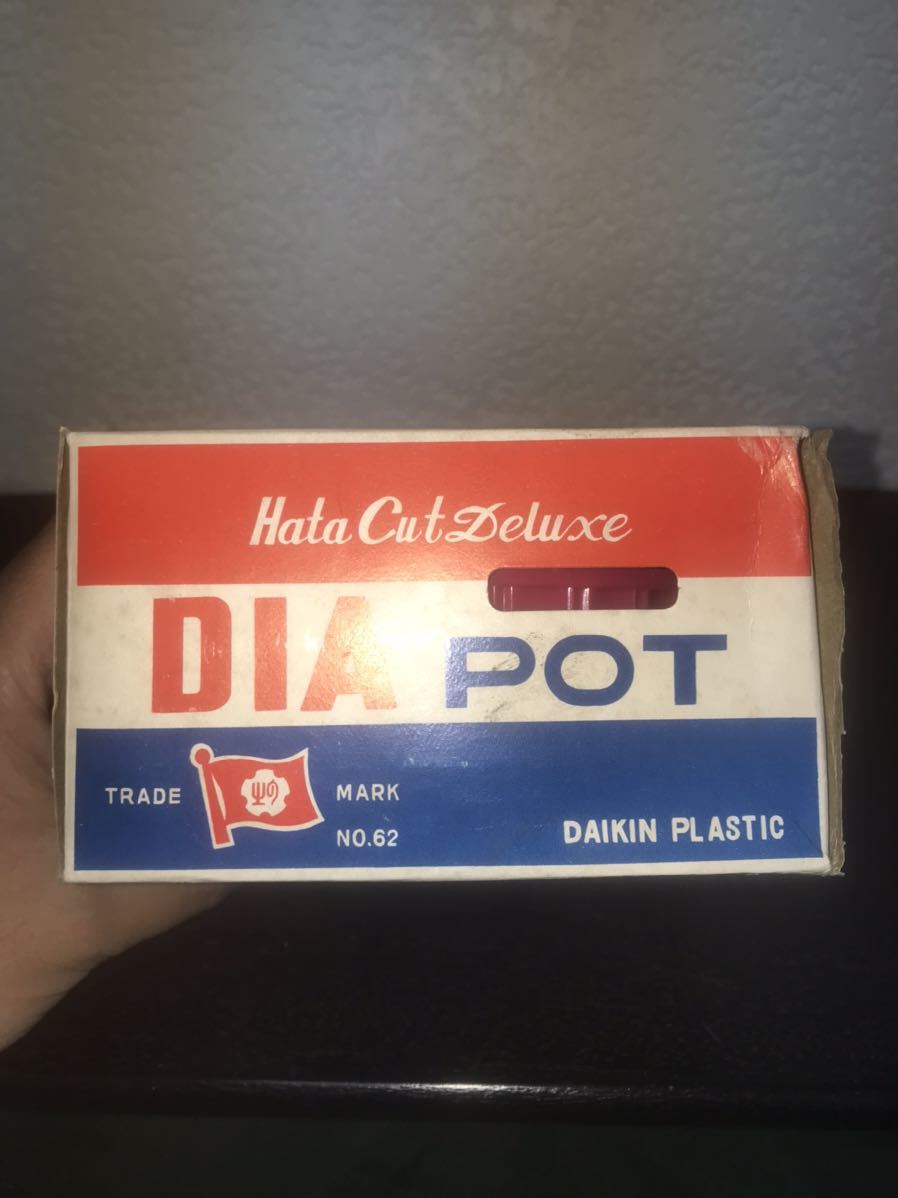 Hata Cut Deluxe
DIA POT
TRADE MARK
NO.62
DAIKIN PLASTIC